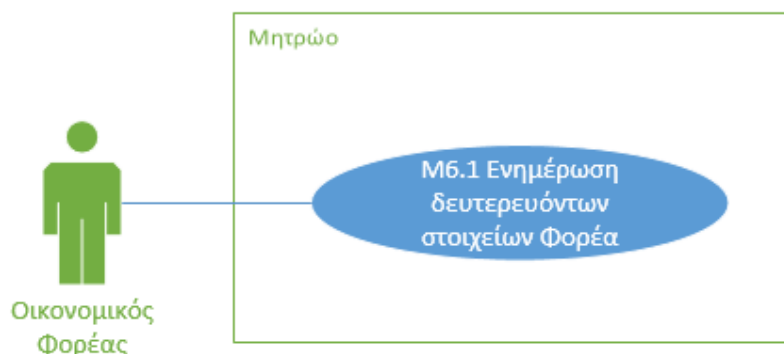 Μητρώο
Μ6.1 Ενημέρωση
δευτερευόντων
στοιχείων Φορέα
Οικονομικός
Φορέας